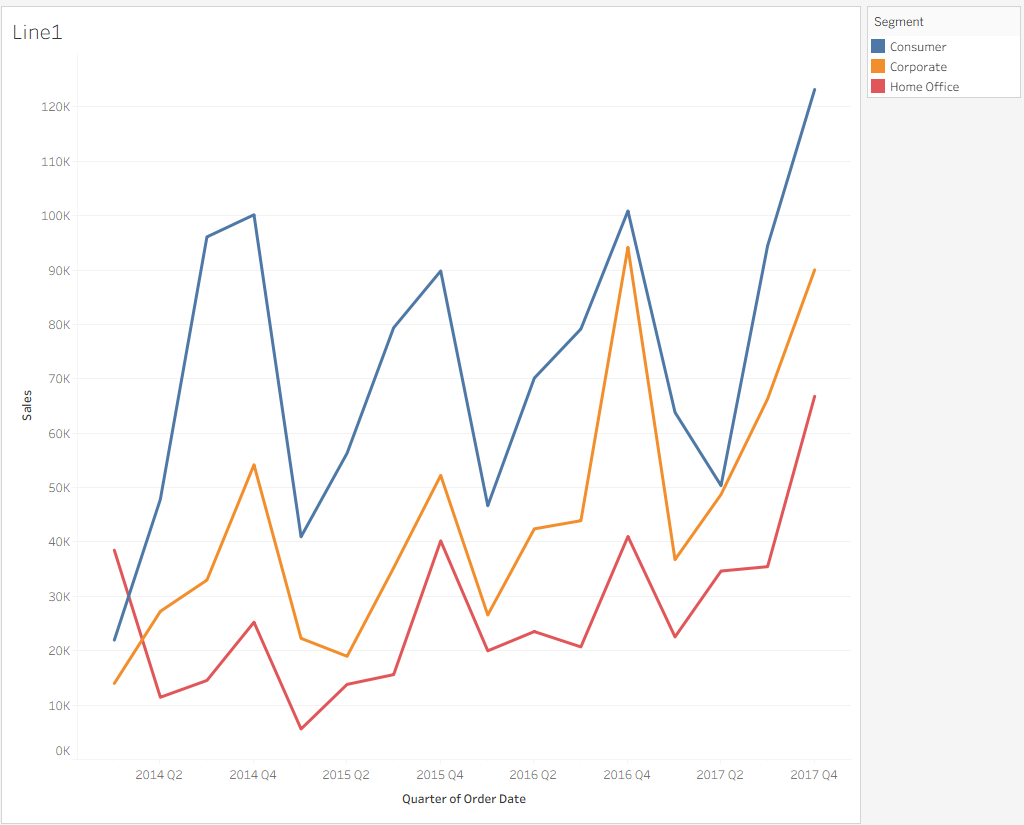 Line1
Segment
Consumer
Corporate
Home Office
120K
110K
100K
90K
80K
70K
60K
50K
40K
30K
20K
10K
0K
Sales
2014 Q2 2014 Q4 2015 Q2 2015 Q4 2016 Q2 2016 Q4 2017 Q2 2017 Q4
Quarter of Order Date